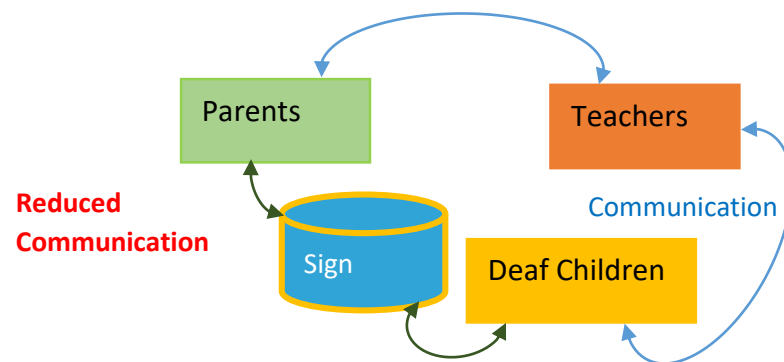 Parents
Teachers
Reduced
Communication
Communication
Sign
Deaf Children